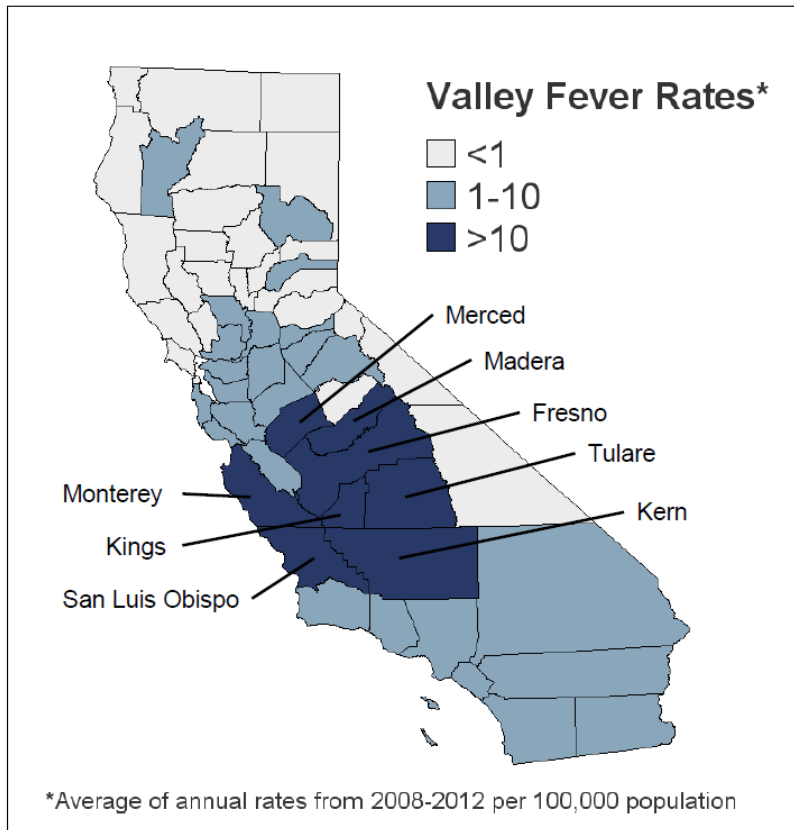 Valley Fever Rates*
<1
1-10
>10
Merced
Madera
Fresno
Tulare
Monterey
Kern
Kings
San Luis Obispo
*Average of annual rates from 2008-2012 per 100,000 population